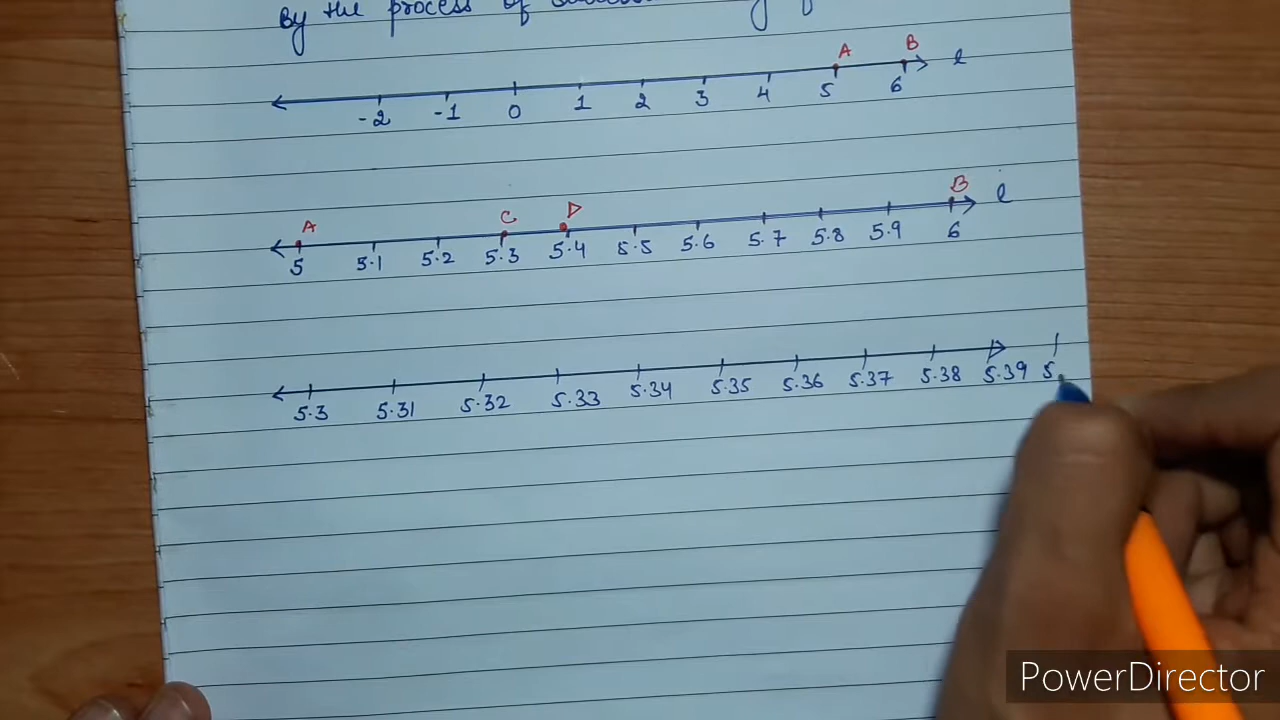 By the process of
A B
l
-2 -1 0 1 2 3 4 5 6
A C D B
l
5 5.1 5.2 5.3 5.4 5.5 5.6 5.7 5.8 5.9 6
5.3 5.31 5.32 5.33 5.34 5.35 5.36 5.37 5.38 5.39 5.
PowerDirector